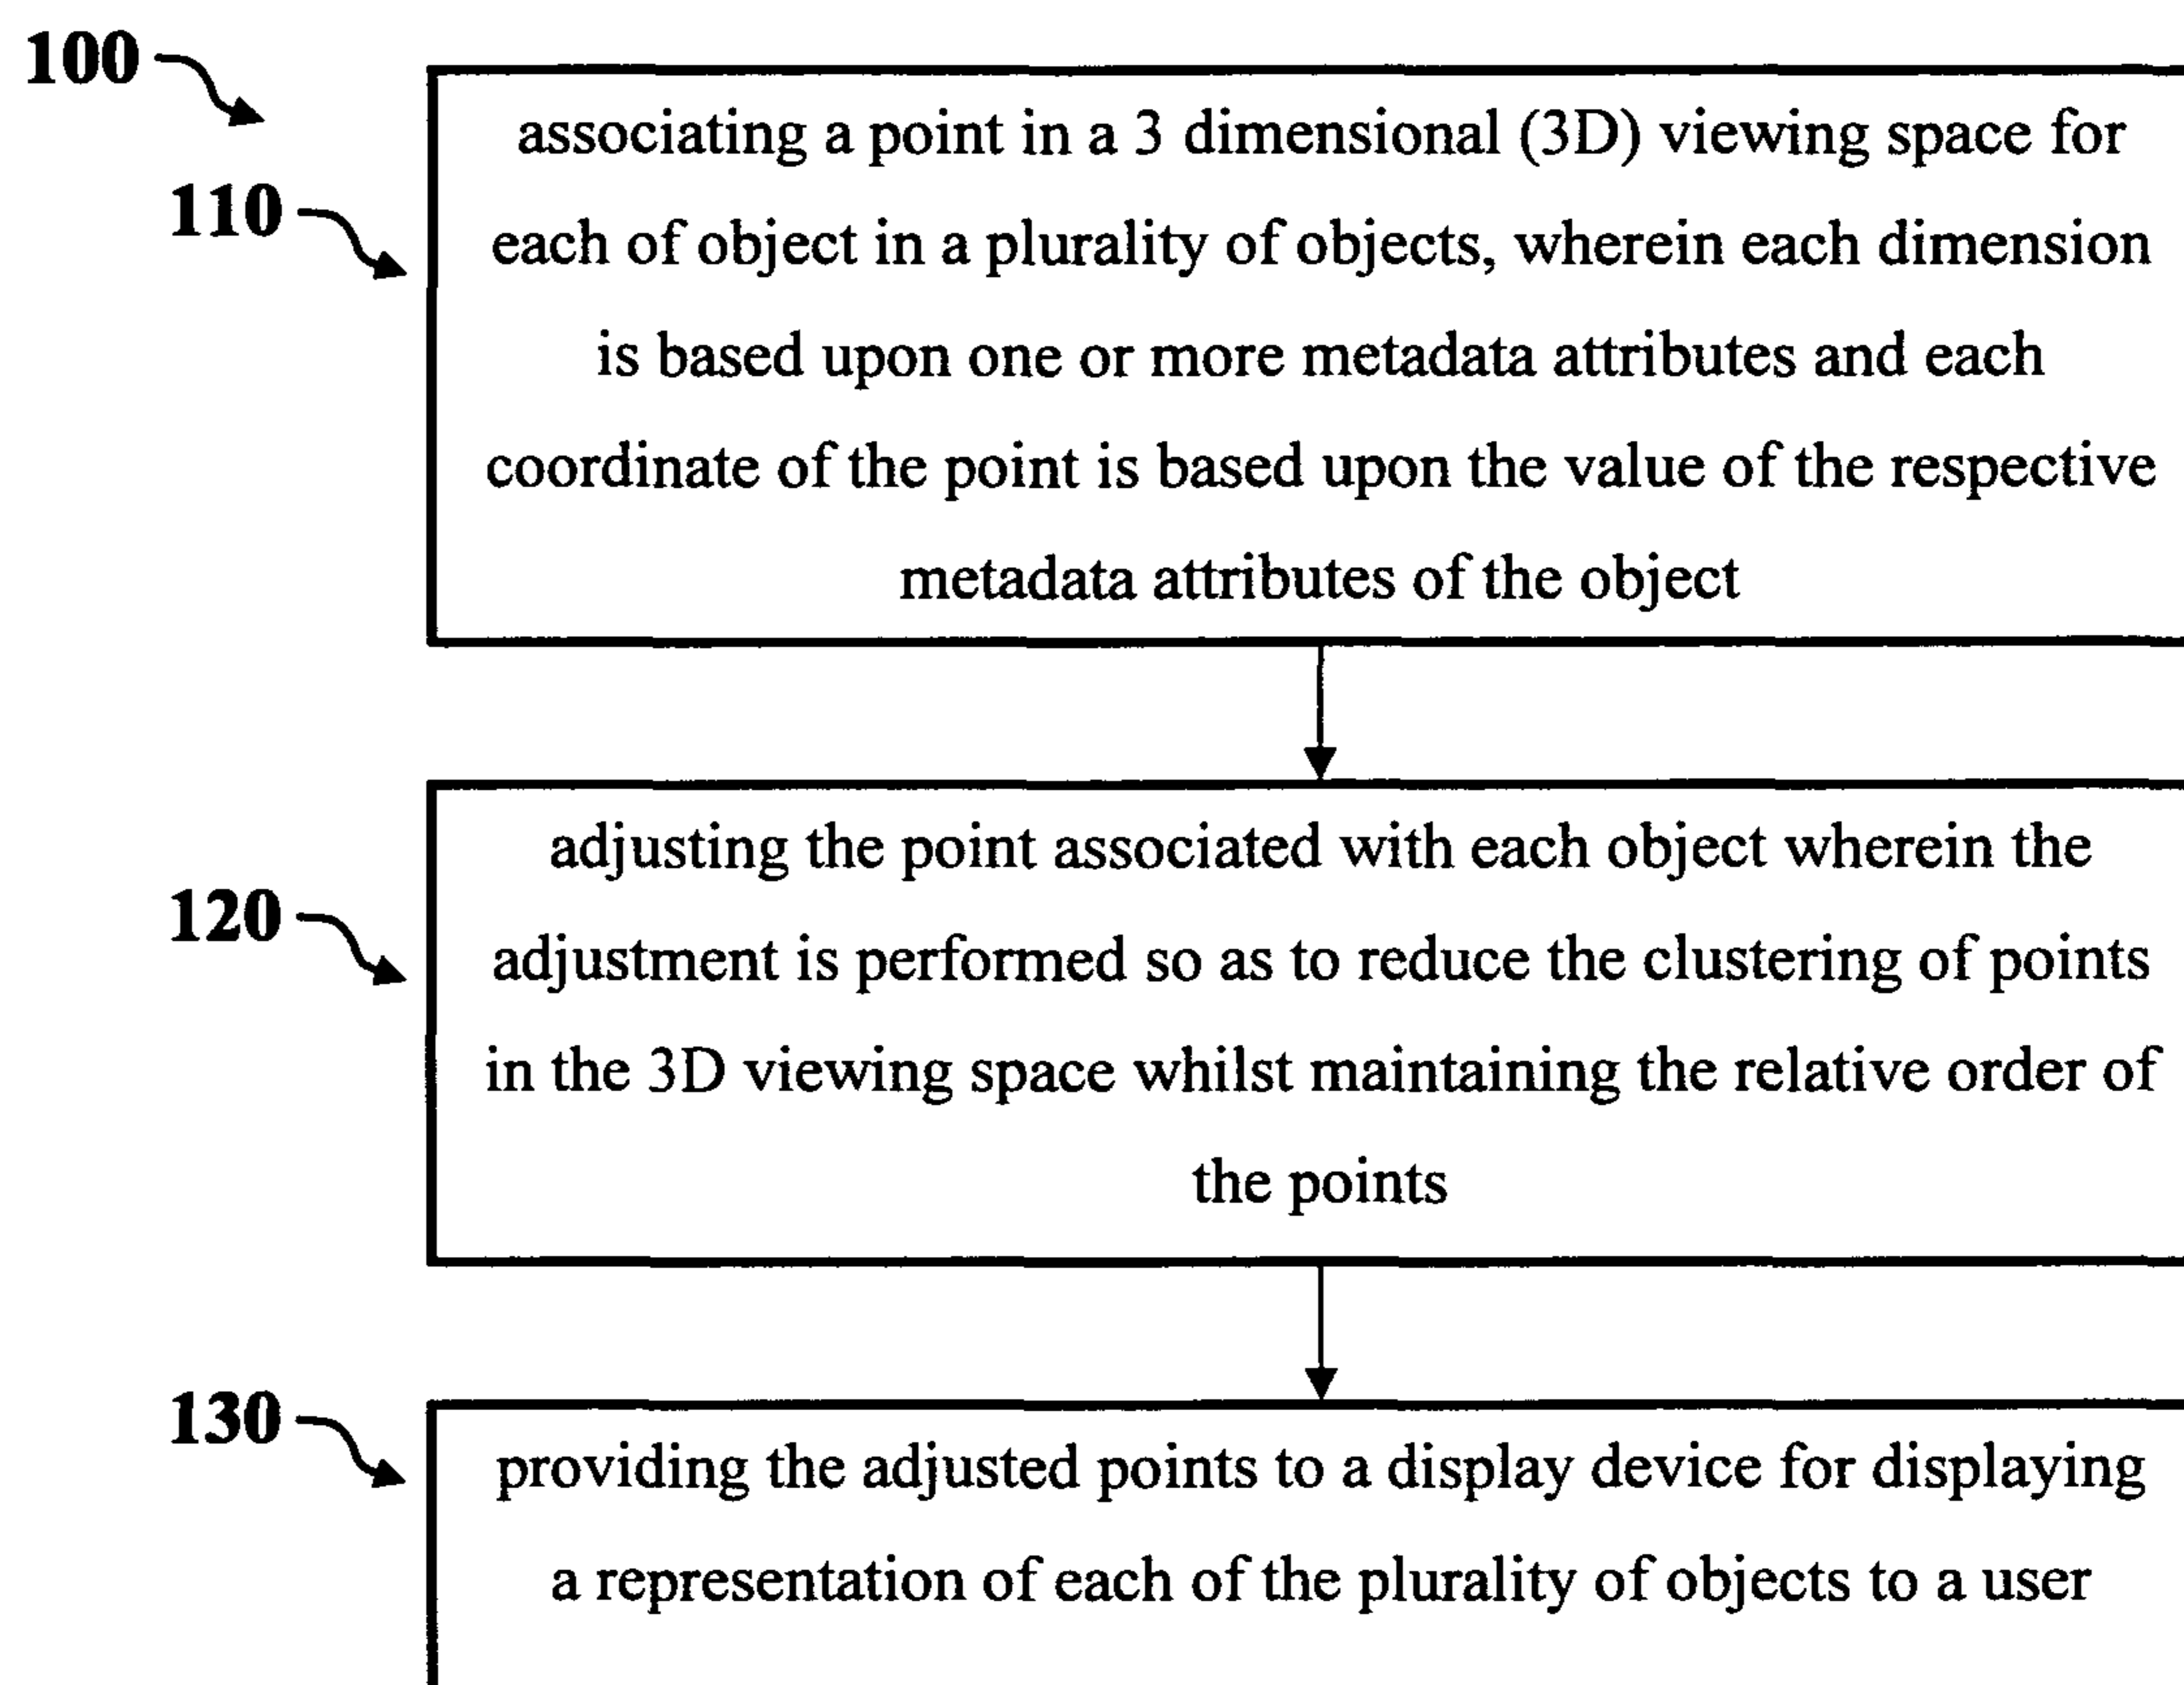 100
associating a point in a 3 dimensional (3D) viewing space for
110
each of object in a plurality of objects, wherein each dimension
is based upon one or more metadata attributes and each
coordinate of the point is based upon the value of the respective
metadata attributes of the object
adjusting the point associated with each object wherein the
120
adjustment is performed so as to reduce the clustering of points
in the 3D viewing space whilst maintaining the relative order of
the points
130
providing the adjusted points to a display device for displaying
a representation of each of the plurality of objects to a user